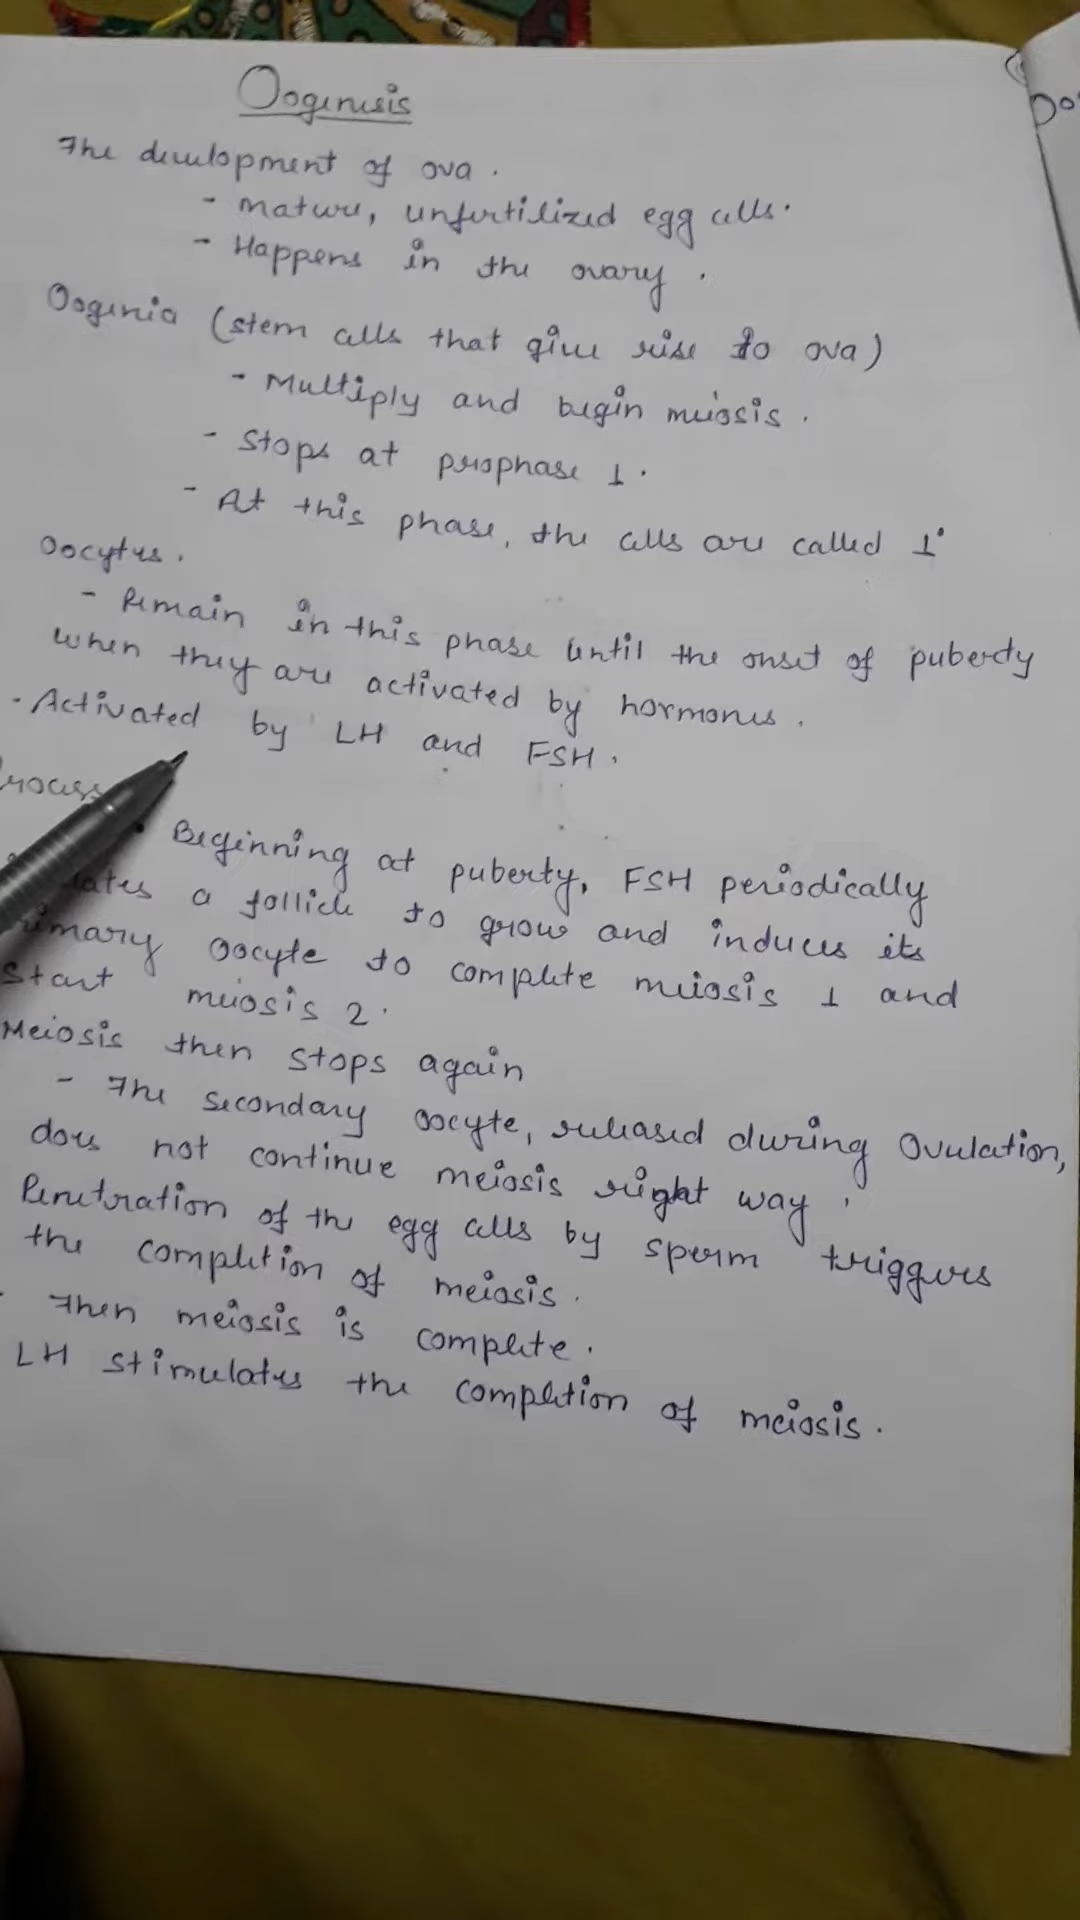 Oogenesis
The development of ova.
- mature, unfertilized egg cells.
- Happens in the ovary.
Oogenia (stem cells that give rise to ova)
- Multiply and begin meiosis.
- Stops at prophase 1.
- At this phase, the cells are called 1°
Oocytes.
- Remain in this phase until the onset of puberty
when they are activated by hormones.
- Activated by LH and FSH.
Beginning at puberty, FSH periodically
a follicle to grow and induces its
oocyte to complete meiosis 1 and
start meiosis 2.
Meiosis then stops again
- The secondary oocyte, released during Ovulation,
does not continue meiosis right way.
Penetration of the egg cells by sperm triggers
the completion of meiosis.
- Then meiosis is complete.
LH stimulates the completion of meiosis.